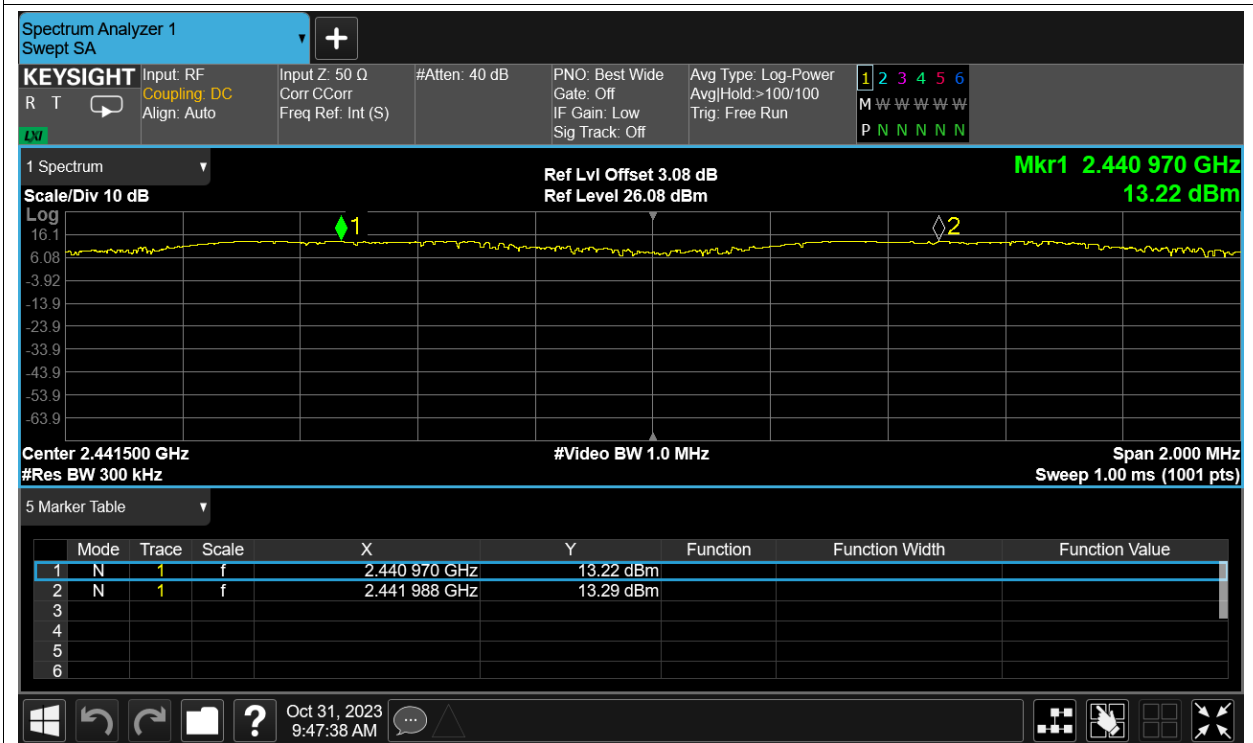 Spectrum Analyzer 1
Swept SA
KEYSIGHT Input: RF Input Z: 50 Ω #Atten: 40 dB PNO: Best Wide Avg Type: Log-Power 1 2 3 4 5 6
R T Coupling: DC Corr CCorr Gate: Off Avg|Hold:>100/100 M W W W W W
Align: Auto Freq Ref: Int (S) IF Gain: Low Trig: Free Run
LXI Sig Track: Off P N N N N N
1 Spectrum Ref Lvl Offset 3.08 dB Mkr1 2.440 970 GHz
Scale/Div 10 dB Ref Level 26.08 dBm 13.22 dBm
Log
1 2
16.1
6.08
-3.92
-13.9
-23.9
-33.9
-43.9
-53.9
-63.9
Center 2.441500 GHz #Video BW 1.0 MHz Span 2.000 MHz
#Res BW 300 kHz Sweep 1.00 ms (1001 pts)
5 Marker Table
Mode Trace Scale X Y Function Function Width Function Value
1 N 1 f 2.440 970 GHz 13.22 dBm
2 N 1 f 2.441 988 GHz 13.29 dBm
3
4
5
6
? Oct 31, 2023
9:47:38 AM